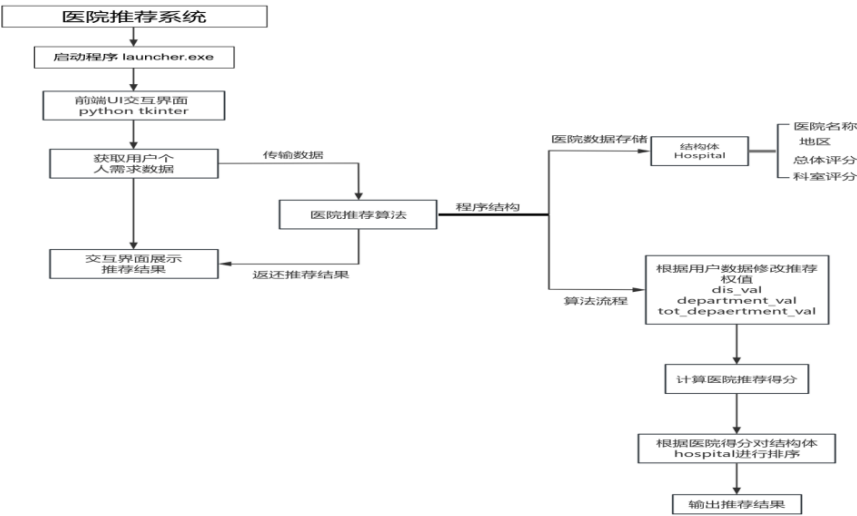 医院推荐系统
启动程序 launcher.exe
前端UI交互界面
python tkinter
获取用户个
人需求数据
传输数据
医院推荐算法
返还推荐结果
交互界面展示
推荐结果
程序结构
医院数据存储
结构体
Hospital
医院名称
地区
总体评分
科室评分
算法流程
根据用户数据修改推荐
权值
dis_val
department_val
tot_depaertment_val
计算医院推荐得分
根据医院得分对结构体
hospital进行排序
输出推荐结果